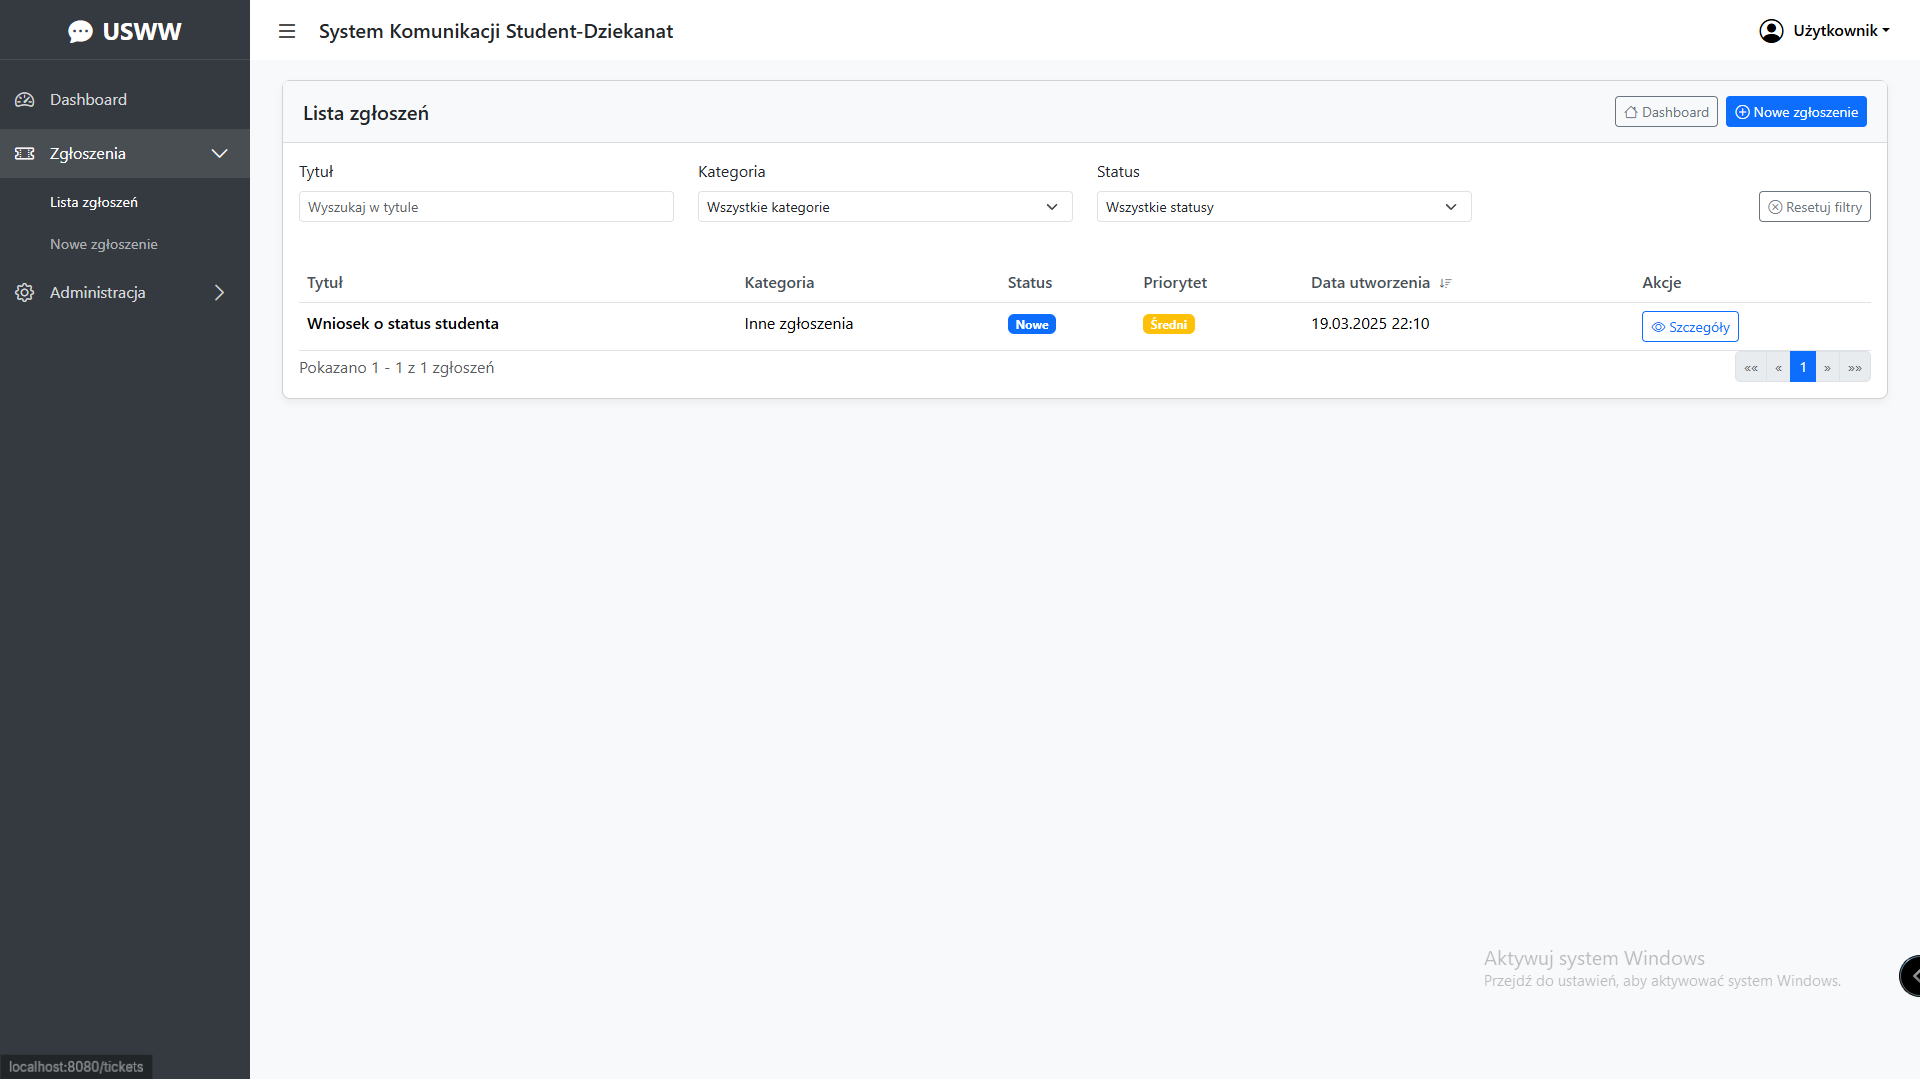 USWW
System Komunikacji Student-Dziekanat
Użytkownik
Dashboard
Zgłoszenia
Lista zgłoszeń
Nowe zgłoszenie
Administracja
Lista zgłoszeń
Dashboard
Nowe zgłoszenie
Tytuł
Kategoria
Status
Wyszukaj w tytule
Wszystkie kategorie
Wszystkie statusy
Resetuj filtry
Tytuł Kategoria Status Priorytet Data utworzenia Akcje
Wniosek o status studenta Inne zgłoszenia Nowe Średni 19.03.2025 22:10 Szczegóły
Pokazano 1 - 1 z 1 zgłoszeń
«« « 1 » »»
Aktywuj system Windows
Przejdź do ustawień, aby aktywować system Windows.
localhost:8080/tickets